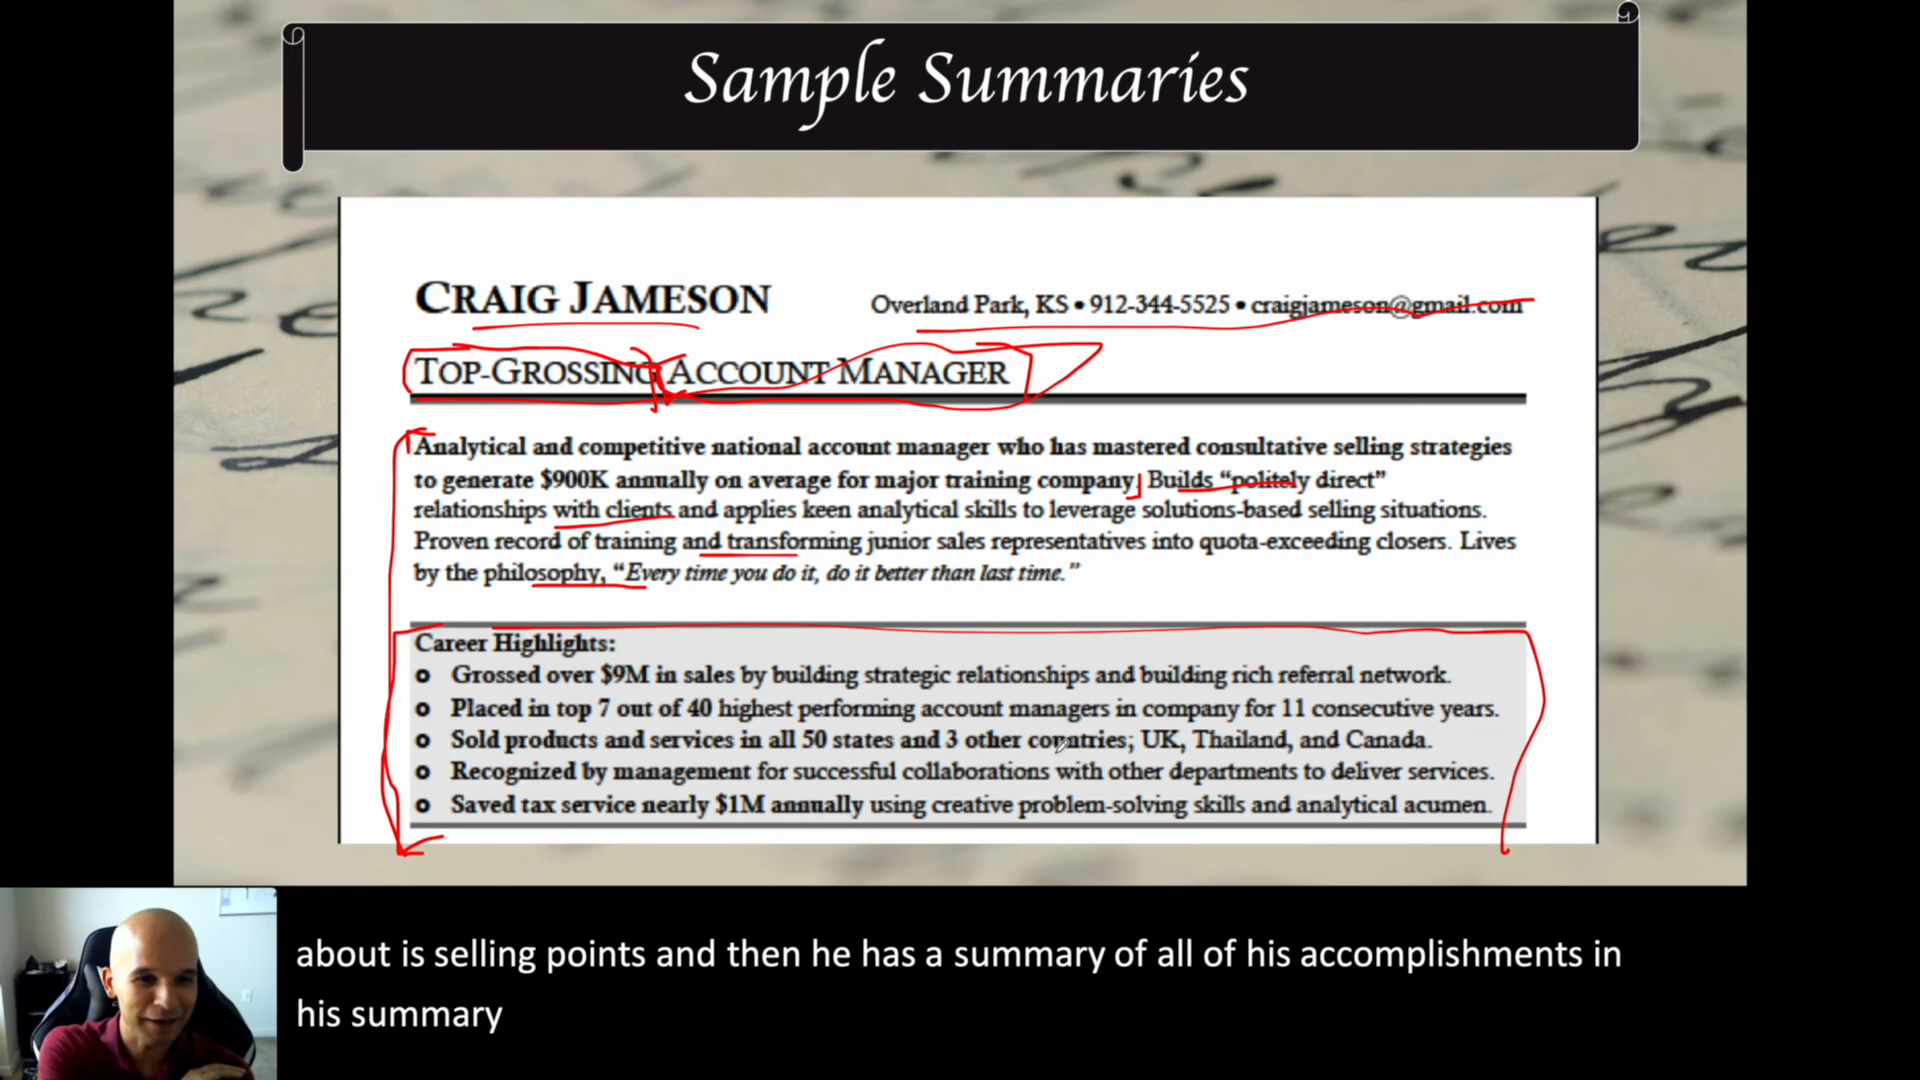 Sample Summaries
CRAIG JAMESON
Overland Park, KS • 912-344-5525 • craigjameson@gmail.com
TOP-GROSSING ACCOUNT MANAGER
Analytical and competitive national account manager who has mastered consultative selling strategies
to generate $900K annually on average for major training company. Builds “politely direct”
relationships with clients and applies keen analytical skills to leverage solutions-based selling situations.
Proven record of training and transforming junior sales representatives into quota-exceeding closers. Lives
by the philosophy, “Every time you do it, do it better than last time.”
Career Highlights:
Grossed over $9M in sales by building strategic relationships and building rich referral network.
Placed in top 7 out of 40 highest performing account managers in company for 11 consecutive years.
Sold products and services in all 50 states and 3 other countries; UK, Thailand, and Canada.
Recognized by management for successful collaborations with other departments to deliver services.
Saved tax service nearly $1M annually using creative problem-solving skills and analytical acumen.
about is selling points and then he has a summary of all of his accomplishments in
his summary